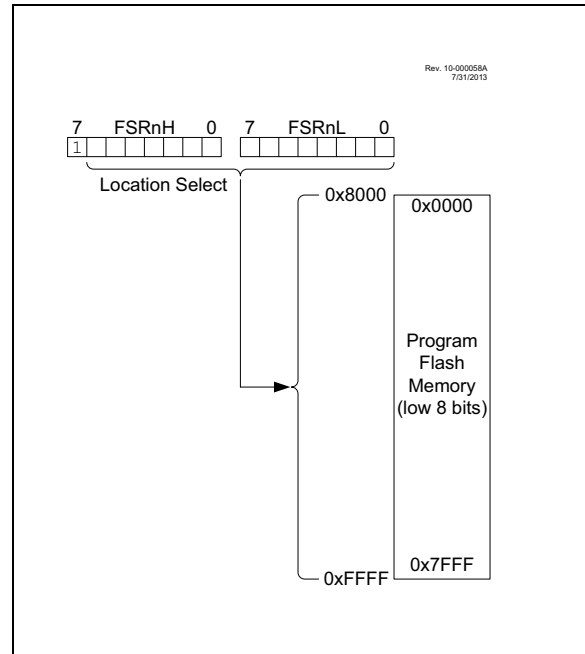 Rev. 10-000058A
7/31/2013
7 FSRnH 0 7 FSRnL 0
1
Location Select
0x8000
0x0000
Program
Flash
Memory
(low 8 bits)
0x7FFF
0xFFFF